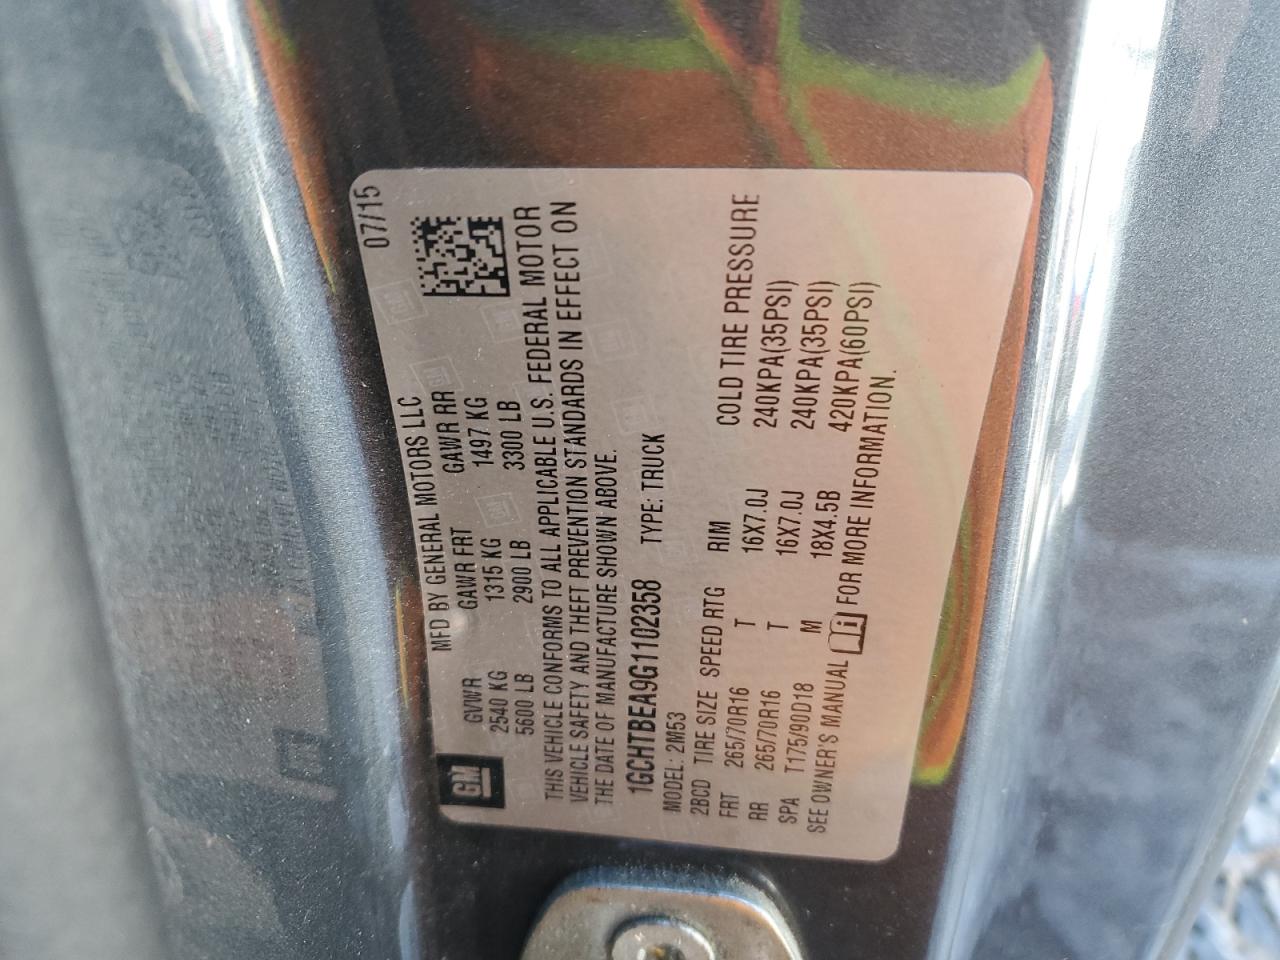 07/15
MFD BY GENERAL MOTORS LLC
GM
GVWR GAWR FRT GAWR RR
2540 KG 1315 KG 1497 KG
5600 LB 2900 LB 3300 LB
THIS VEHICLE CONFORMS TO ALL APPLICABLE U.S. FEDERAL MOTOR
VEHICLE SAFETY AND THEFT PREVENTION STANDARDS IN EFFECT ON
THE DATE OF MANUFACTURE SHOWN ABOVE.
1GCHTBEA9G1102358 TYPE: TRUCK
MODEL: 2M53
2BCD TIRE SIZE SPEED RTG RIM COLD TIRE PRESSURE
FRT 265/70R16 T 16X7.0J 240KPA(35PSI)
RR 265/70R16 T 16X7.0J 240KPA(35PSI)
SPA T175/90D18 M 18X4.5B 420KPA(60PSI)
SEE OWNER'S MANUAL i FOR MORE INFORMATION.